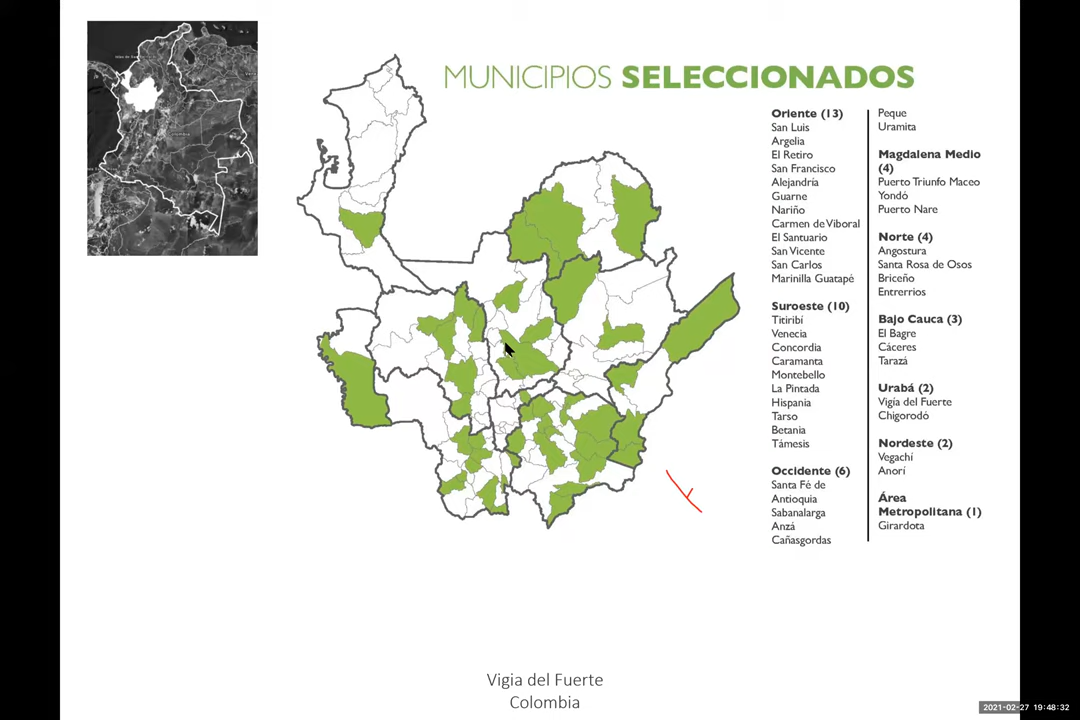 MUNICIPIOS SELECCIONADOS
Oriente (13)
San Luis
Argelia
El Retiro
San Francisco
Alejandría
Guarne
Nariño
Carmen de Viboral
El Santuario
San Vicente
San Carlos
Marinilla Guatapé
Suroeste (10)
Titiribí
Venecia
Concordia
Caramanta
Montebello
La Pintada
Hispania
Tarso
Betania
Támesis
Occidente (6)
Santa Fé de
Antioquia
Sabanalarga
Anzá
Cañasgordas
Peque
Uramita
Magdalena Medio
(4)
Puerto Triunfo Maceo
Yondó
Puerto Nare
Norte (4)
Angostura
Santa Rosa de Osos
Briceño
Entrerrios
Bajo Cauca (3)
El Bagre
Cáceres
Tarazá
Urabá (2)
Vigía del Fuerte
Chigorodó
Nordeste (2)
Vegachí
Anorí
Área
Metropolitana (1)
Girardota
Vigia del Fuerte
Colombia
2021-02-27 19:48:32